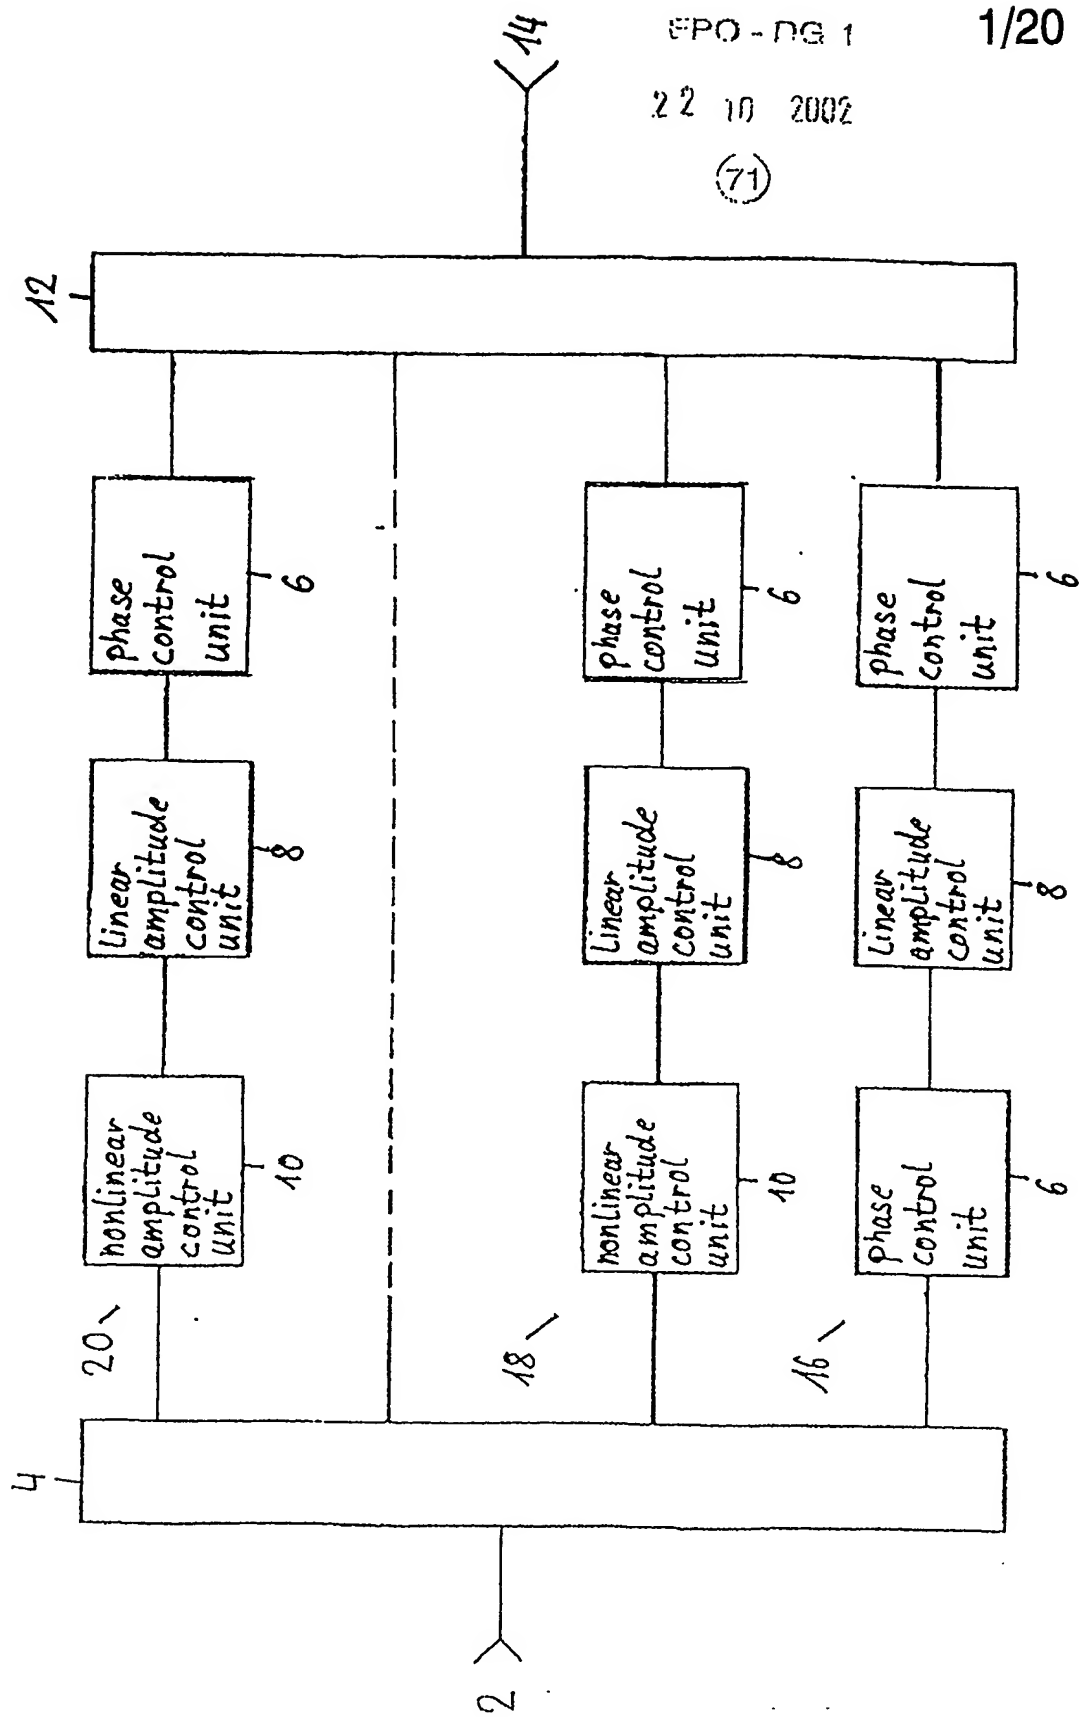 EPO - DG 1
1/20
22 10 2002
71
14
12
phase
control
unit
6
phase
control
unit
6
phase
control
unit
6
linear
amplitude
control
unit
8
linear
amplitude
control
unit
8
linear
amplitude
control
unit
8
nonlinear
amplitude
control
unit
10
nonlinear
amplitude
control
unit
10
phase
control
unit
6
20
18
16
4
2